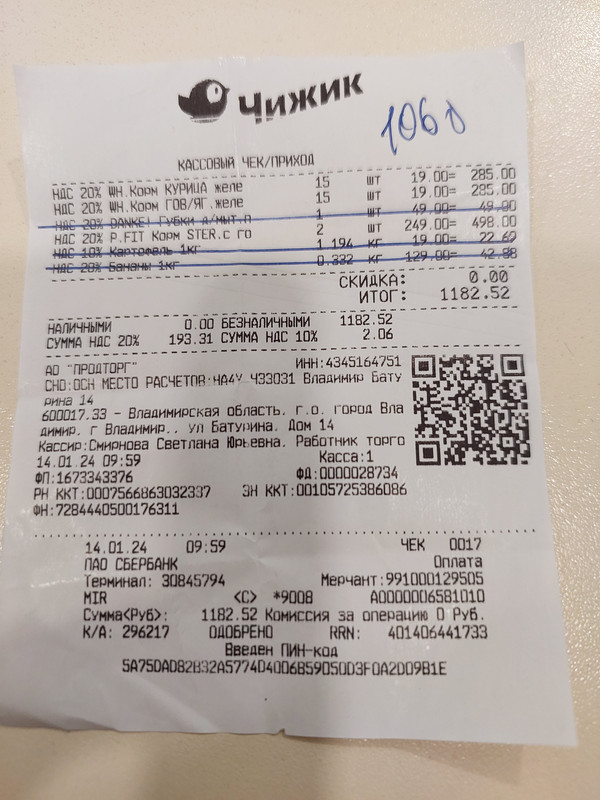 Чижик
1060
КАССОВЫЙ ЧЕК/ПРИХОД
НДС 20% WH.Корм КУРИЦА желе 15 шт 19.00= 285.00
НДС 20% WH.Корм ГОВ/ЯГ.желе 15 шт 19.00= 285.00
НДС 20% DANKE! Губки д/мыт.п 1 шт 49.00= 49.00
НДС 20% P.FIT Корм STER.с го 2 шт 249.00= 498.00
НДС 10% Картофель 1кг 1.194 кг 19.00= 22.69
НДС 20% Бананы 1кг 0.332 кг 129.00= 42.83
СКИДКА: 0.00
ИТОГ: 1182.52
НАЛИЧНЫМИ 0.00 БЕЗНАЛИЧНЫМИ 1182.52
СУММА НДС 20% 193.31 СУММА НДС 10% 2.06
АО "ПРОДТОРГ" ИНН:4345164751
СНО:ОСН МЕСТО РАСЧЕТОВ:ЧА4У Ч33031 Владимир Бату
рина 14
600017.33 - Владимирская область. г.о. город Вла
димир. г Владимир.. ул Батурина. Дом 14
Кассир:Смирнова Светлана Юрьевна. Работник торго
14.01.24 09:59 Касса:1
ФП:1673343376 ФД:0000028734
РН ККТ:0007566863032337 ЗН ККТ:00105725386086
ФН:7284440500176311
14.01.24 09:59 ЧЕК 0017
ПАО СБЕРБАНК Оплата
Терминал: 30845794 Мерчант:991000129505
MIR <C> *9008 A0000006581010
Сумма<Руб>: 1182.52 Комиссия за операцию 0 Руб.
К/А: 296217 ОДОБРЕНО RRN: 401406441733
Введен ПИН-код
5A75DAD82B32A5774D4006B59050D3F0A2D09B1E